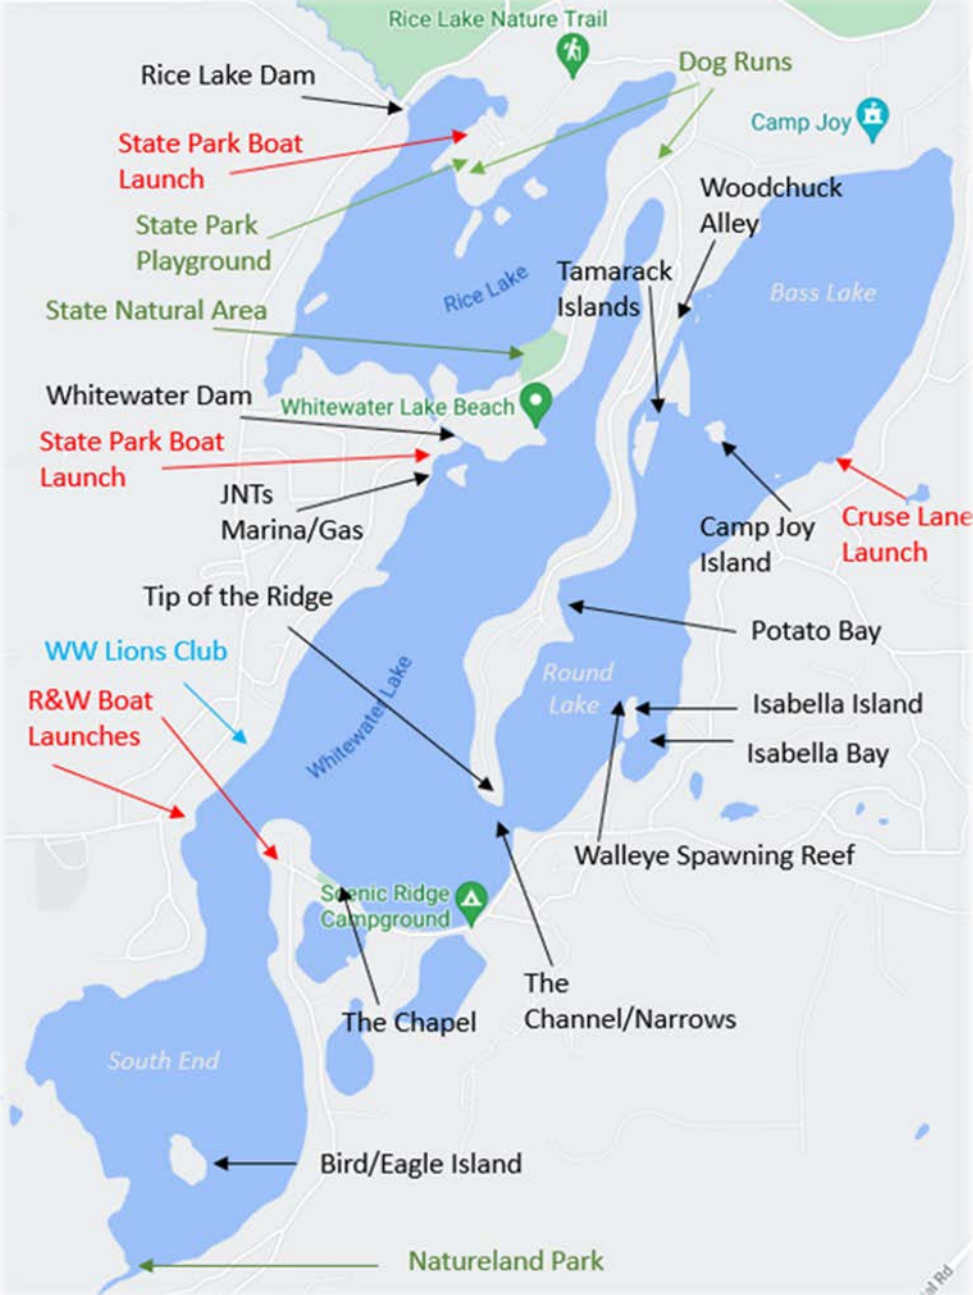 Rice Lake Nature Trail
Dog Runs
Rice Lake Dam
Camp Joy
State Park Boat
Launch
Woodchuck
Alley
State Park
Playground
Tamarack
Islands
Rice Lake
Bass Lake
State Natural Area
Whitewater Dam
Whitewater Lake Beach
State Park Boat
Launch
JNTs
Marina/Gas
Camp Joy
Island
Cruse Lane
Launch
Tip of the Ridge
Potato Bay
WW Lions Club
Round
Lake
R&W Boat
Launches
Whitewater Lake
Isabella Island
Isabella Bay
Walleye Spawning Reef
Scenic Ridge
Campground
The
Channel/Narrows
The Chapel
South End
Bird/Eagle Island
Natureland Park
Rd